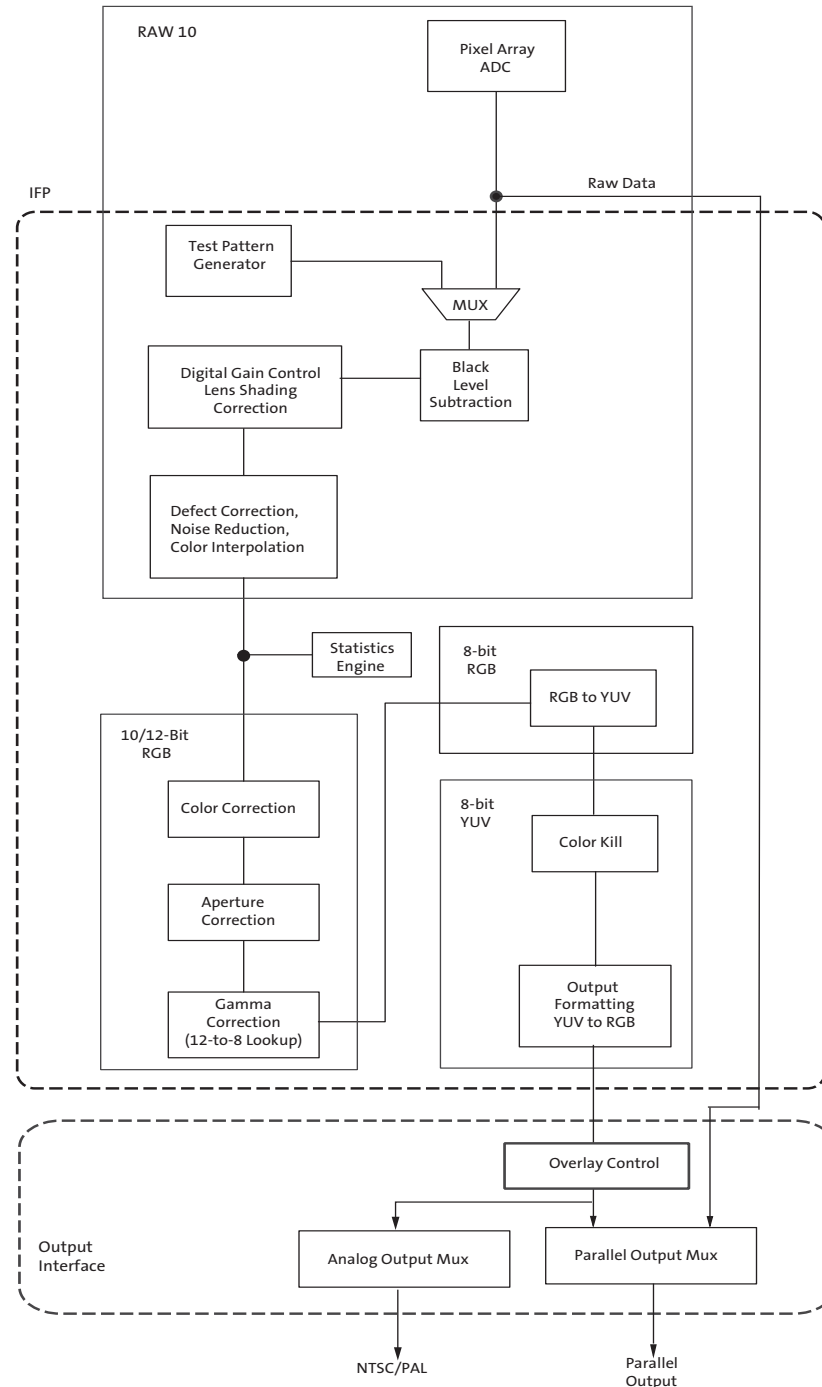 RAW 10
Pixel Array
ADC
Raw Data
IFP
Test Pattern
Generator
MUX
Digital Gain Control
Lens Shading
Correction
Black
Level
Subtraction
Defect Correction,
Noise Reduction,
Color Interpolation
Statistics
Engine
8-bit
RGB
RGB to YUV
10/12-Bit
RGB
Color Correction
8-bit
YUV
Color Kill
Aperture
Correction
Gamma
Correction
(12-to-8 Lookup)
Output
Formatting
YUV to RGB
Overlay Control
Output
Interface
Analog Output Mux
Parallel Output Mux
NTSC/PAL
Parallel
Output